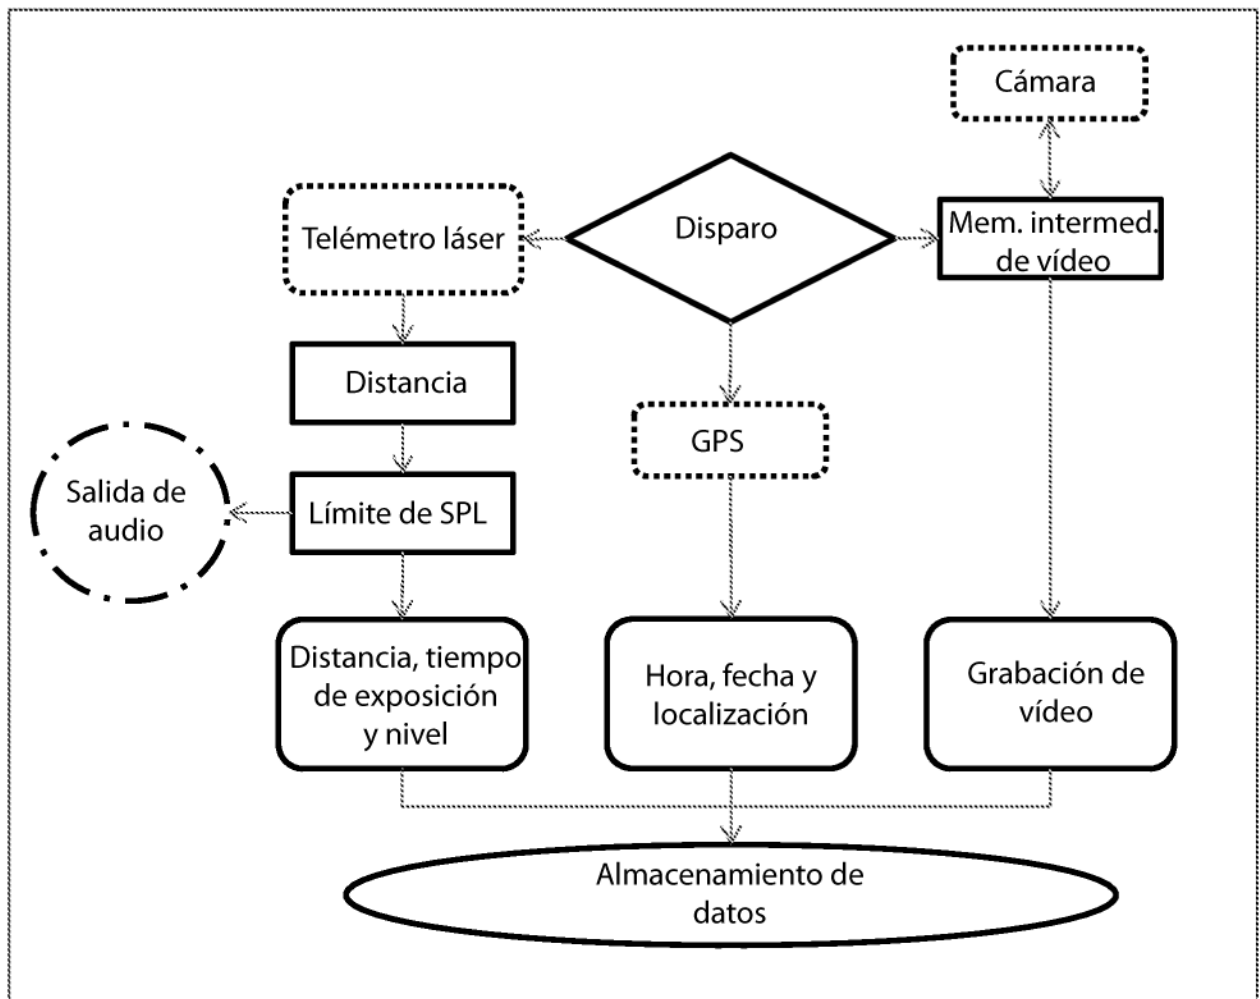 Cámara
Telémetro láser
Disparo
Mem. intermed.
de vídeo
Distancia
GPS
Salida de
audio
Límite de SPL
Distancia, tiempo
de exposición
y nivel
Hora, fecha y
localización
Grabación de
vídeo
Almacenamiento de
datos